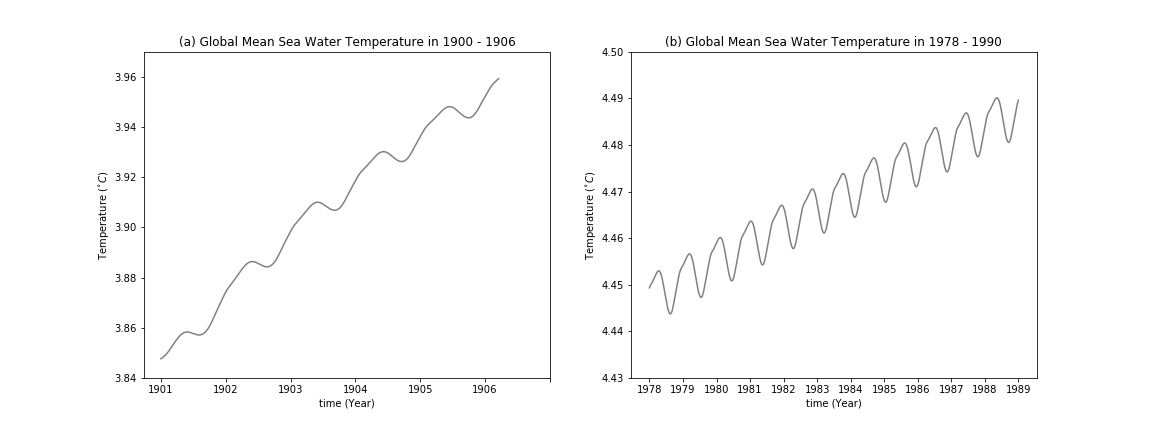 (a) Global Mean Sea Water Temperature in 1900 - 1906
3.96
3.94
3.92
3.90
3.88
3.86
3.84
Temperature (°C)
1901 1902 1903 1904 1905 1906
time (Year)
(b) Global Mean Sea Water Temperature in 1978 - 1990
4.50
4.49
4.48
4.47
4.46
4.45
4.44
4.43
Temperature (°C)
1978 1979 1980 1981 1982 1983 1984 1985 1986 1987 1988 1989
time (Year)